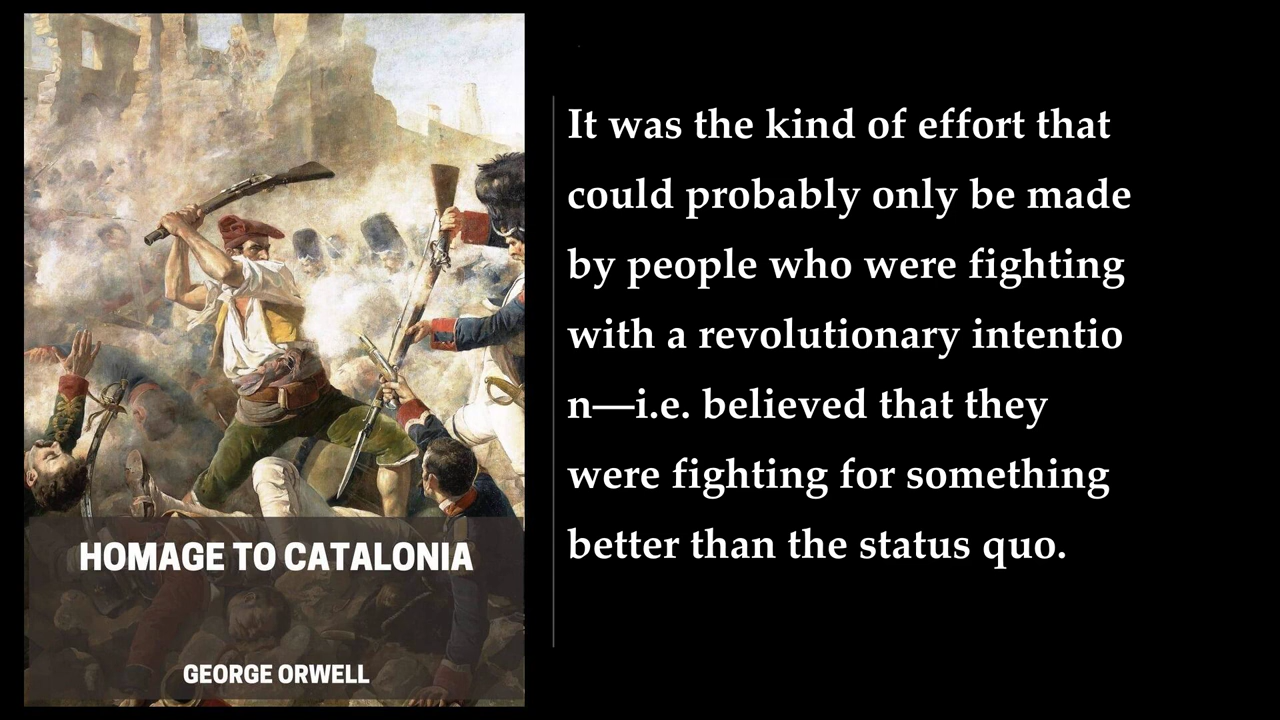 HOMAGE TO CATALONIA
GEORGE ORWELL
It was the kind of effort that
could probably only be made
by people who were fighting
with a revolutionary intentio
n—i.e. believed that they
were fighting for something
better than the status quo.